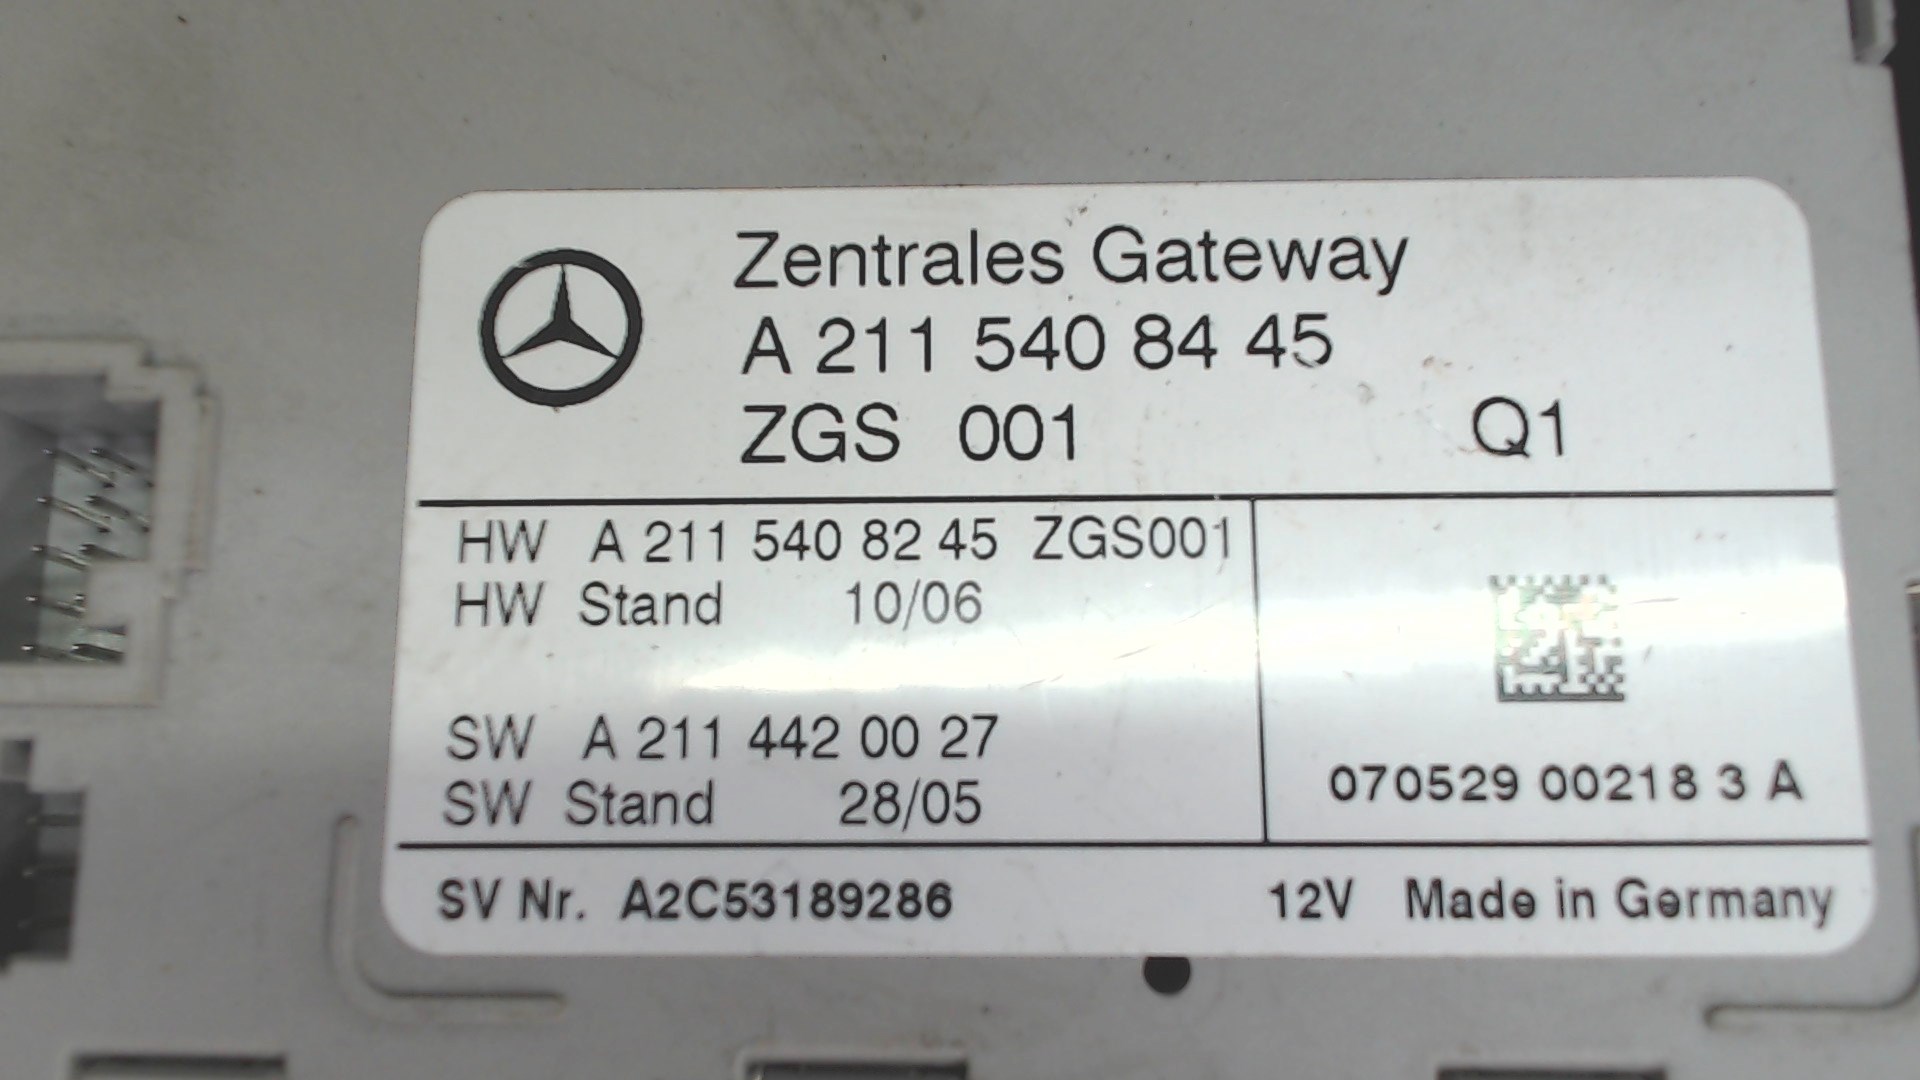 Zentrales Gateway
A 211 540 84 45
ZGS 001 Q1
HW A 211 540 82 45 ZGS001
HW Stand 10/06
SW A 211 442 00 27
SW Stand 28/05
070529 00218 3 A
SV Nr. A2C53189286 12V Made in Germany